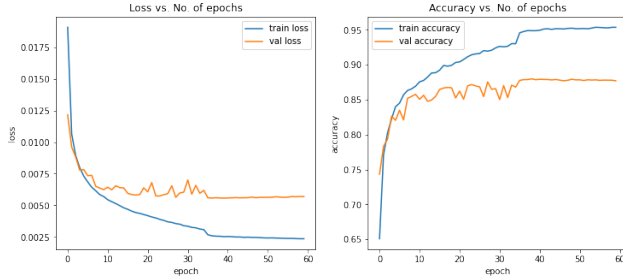 Loss vs. No. of epochs
train loss
val loss
0.0175
0.0150
0.0125
0.0100
0.0075
0.0050
0.0025
loss
0 10 20 30 40 50 60
epoch
Accuracy vs. No. of epochs
train accuracy
val accuracy
0.95
0.90
0.85
0.80
0.75
0.70
0.65
accuracy
0 10 20 30 40 50 60
epoch